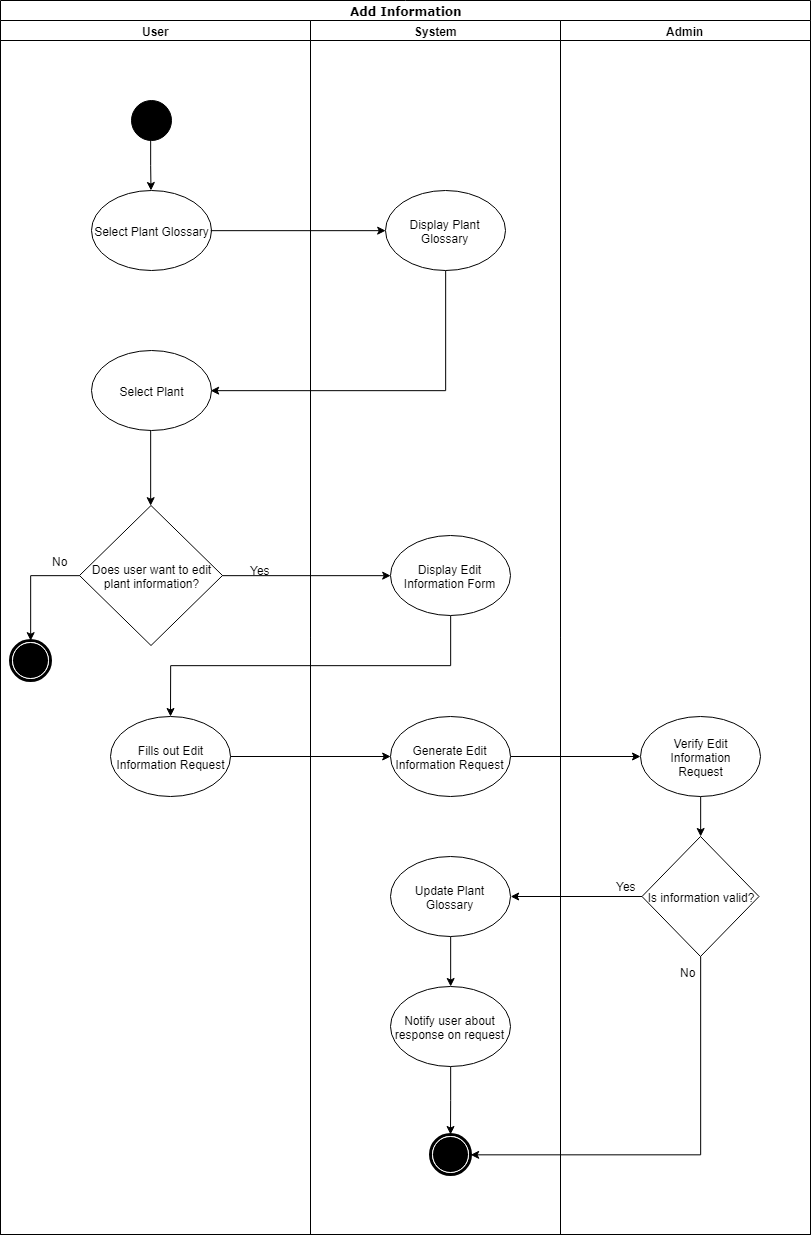 Add Information
User
System
Admin
Select Plant Glossary
Display Plant
Glossary
Select Plant
Does user want to edit
plant information?
No
Yes
Display Edit
Information Form
Fills out Edit
Information Request
Generate Edit
Information Request
Verify Edit
Information
Request
Is information valid?
Yes
No
Update Plant
Glossary
Notify user about
response on request